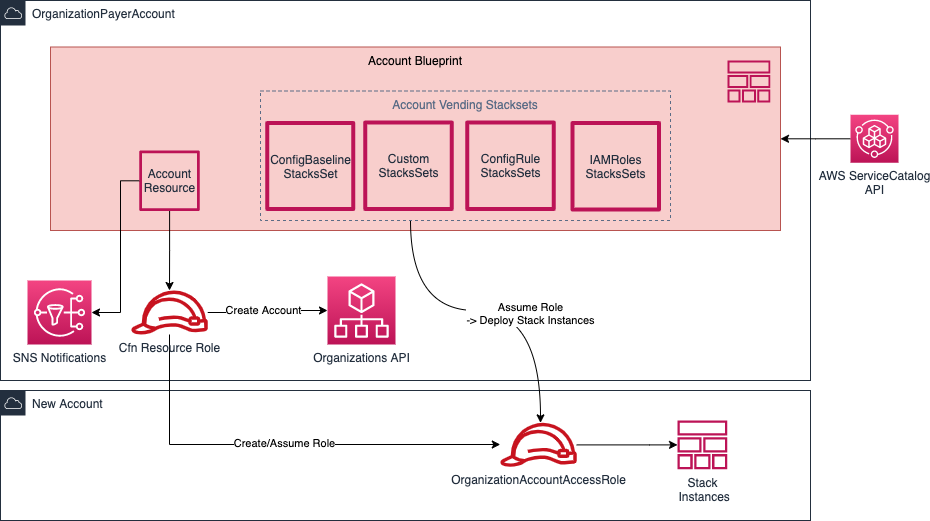 OrganizationPayerAccount
Account Blueprint
Account Vending Stacksets
ConfigBaseline
StacksSet
Custom
StacksSets
ConfigRule
StacksSets
IAMRoles
StacksSets
Account
Resource
AWS ServiceCatalog
API
SNS Notifications
Cfn Resource Role
Create Account
Organizations API
Assume Role
-> Deploy Stack Instances
New Account
Create/Assume Role
OrganizationAccountAccessRole
Stack
Instances